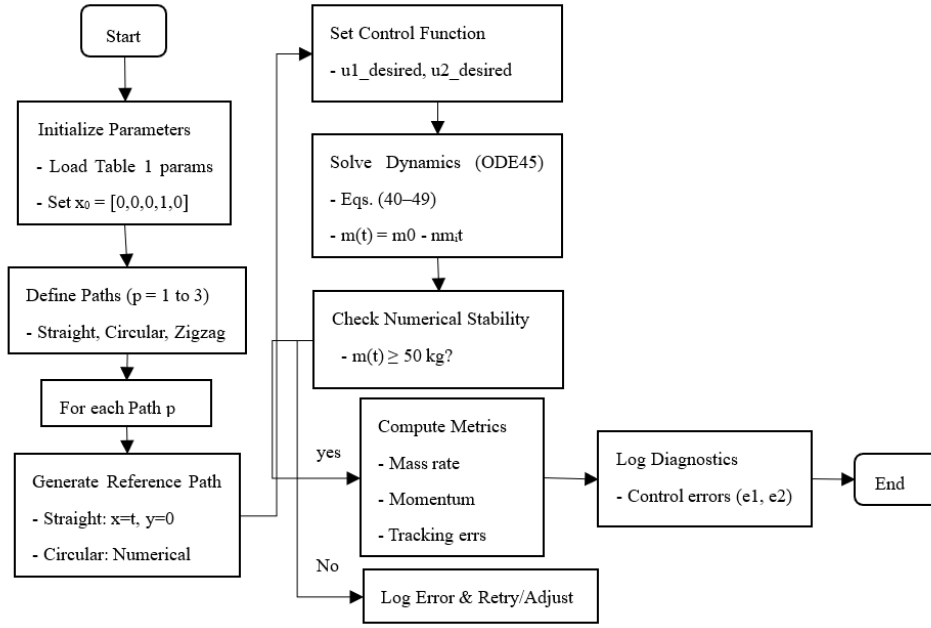 Start
Initialize Parameters
- Load Table 1 params
- Set x₀ = [0,0,0,1,0]
Define Paths (p = 1 to 3)
- Straight, Circular, Zigzag
For each Path p
Generate Reference Path
- Straight: x=t, y=0
- Circular: Numerical
Set Control Function
- u1_desired, u2_desired
Solve Dynamics (ODE45)
- Eqs. (40–49)
- m(t) = m0 - nmᵢt
Check Numerical Stability
- m(t) ≥ 50 kg?
yes
Compute Metrics
- Mass rate
- Momentum
- Tracking errs
No
Log Error & Retry/Adjust
Log Diagnostics
- Control errors (e1, e2)
End